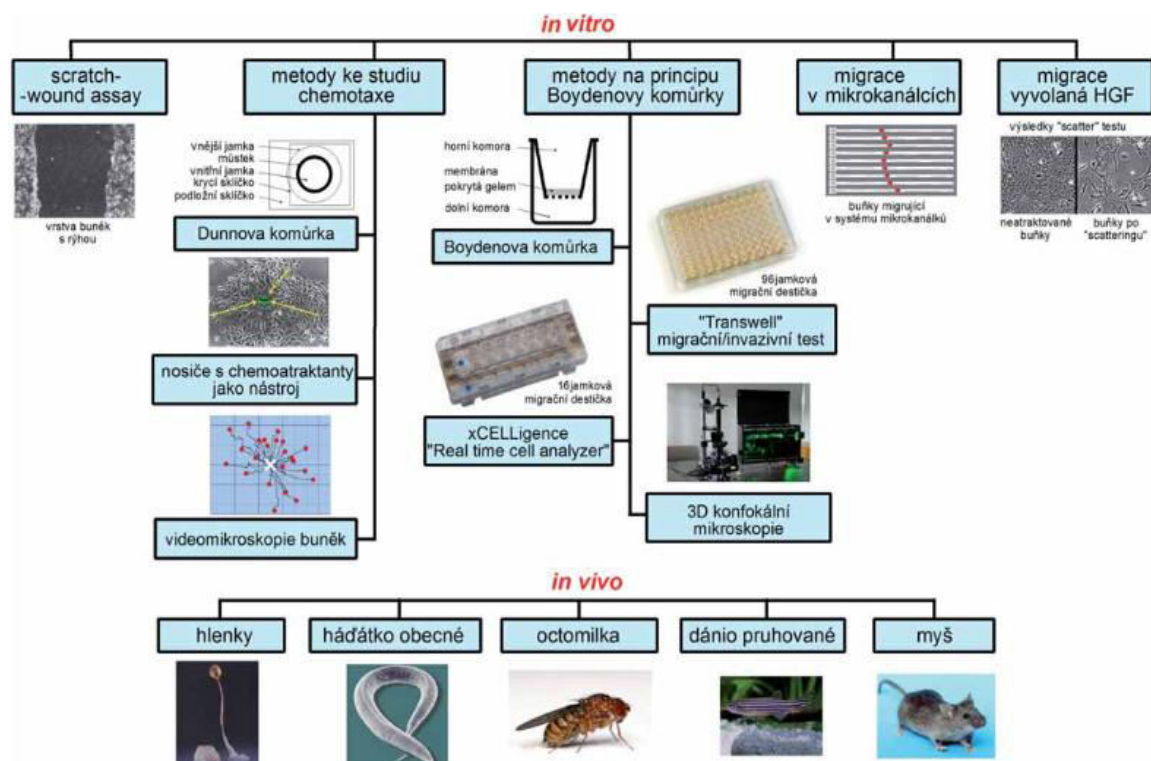 in vitro
scratch-
-wound assay
metody ke studiu
chemotaxe
metody na principu
Boydenovy komůrky
migrace
v mikrokanálcích
migrace
vyvolaná HGF
vrstva buněk
s rýhou
vnější jamka
můstek
vnitřní jamka
krycí sklíčko
podložní sklíčko
Dunnova komůrka
nosiče s chemoatraktanty
jako nástroj
videomikroskopie buněk
horní komora
membrána
pokrytá gelem
dolní komora
Boydenova komůrka
96jamková
migrační destička
"Transwell"
migrační/invazivní test
16jamková
migrační destička
xCELLigence
"Real time cell analyzer"
3D konfokální
mikroskopie
buňky migrující
v systému mikrokanálků
výsledky "scatter" testu
neatraktované
buňky
buňky po
"scatteringu"
in vivo
hlenky
háďátko obecné
octomilka
dánio pruhované
myš